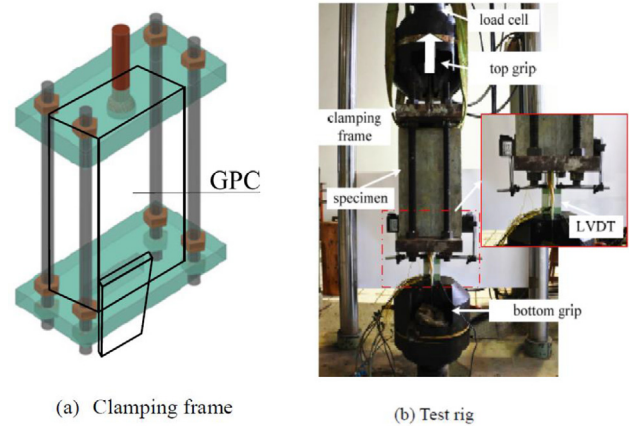 GPC
(a) Clamping frame
load cell
top grip
clamping
frame
specimen
LVDT
bottom grip
(b) Test rig